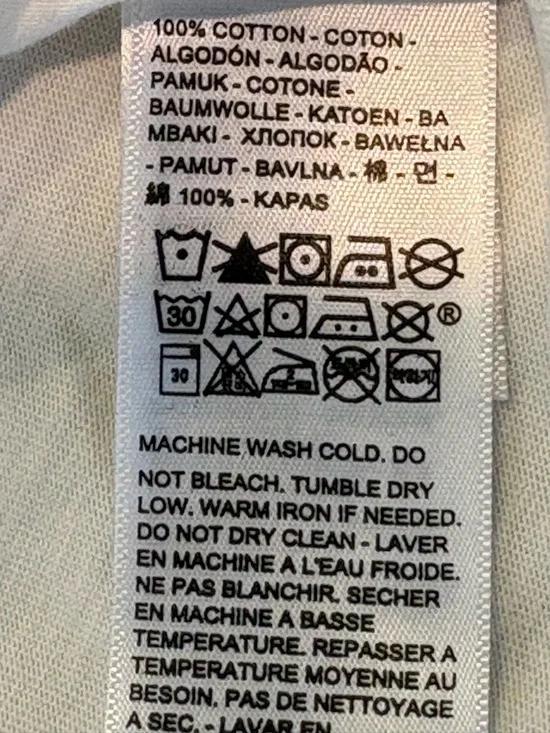 100% COTTON - COTON -
ALGODÓN - ALGODÃO -
PAMUK - COTONE -
BAUMWOLLE - KATOEN - BA
MBAKI - ХЛОПОК - BAWEŁNA
- PAMUT - BAVLNA - 棉 - 면 -
綿 100% - KAPAS
30 ®
30
MACHINE WASH COLD. DO
NOT BLEACH. TUMBLE DRY
LOW. WARM IRON IF NEEDED.
DO NOT DRY CLEAN - LAVER
EN MACHINE A L'EAU FROIDE.
NE PAS BLANCHIR. SECHER
EN MACHINE A BASSE
TEMPERATURE. REPASSER A
TEMPERATURE MOYENNE AU
BESOIN. PAS DE NETTOYAGE
A SEC. - LAVAR EN